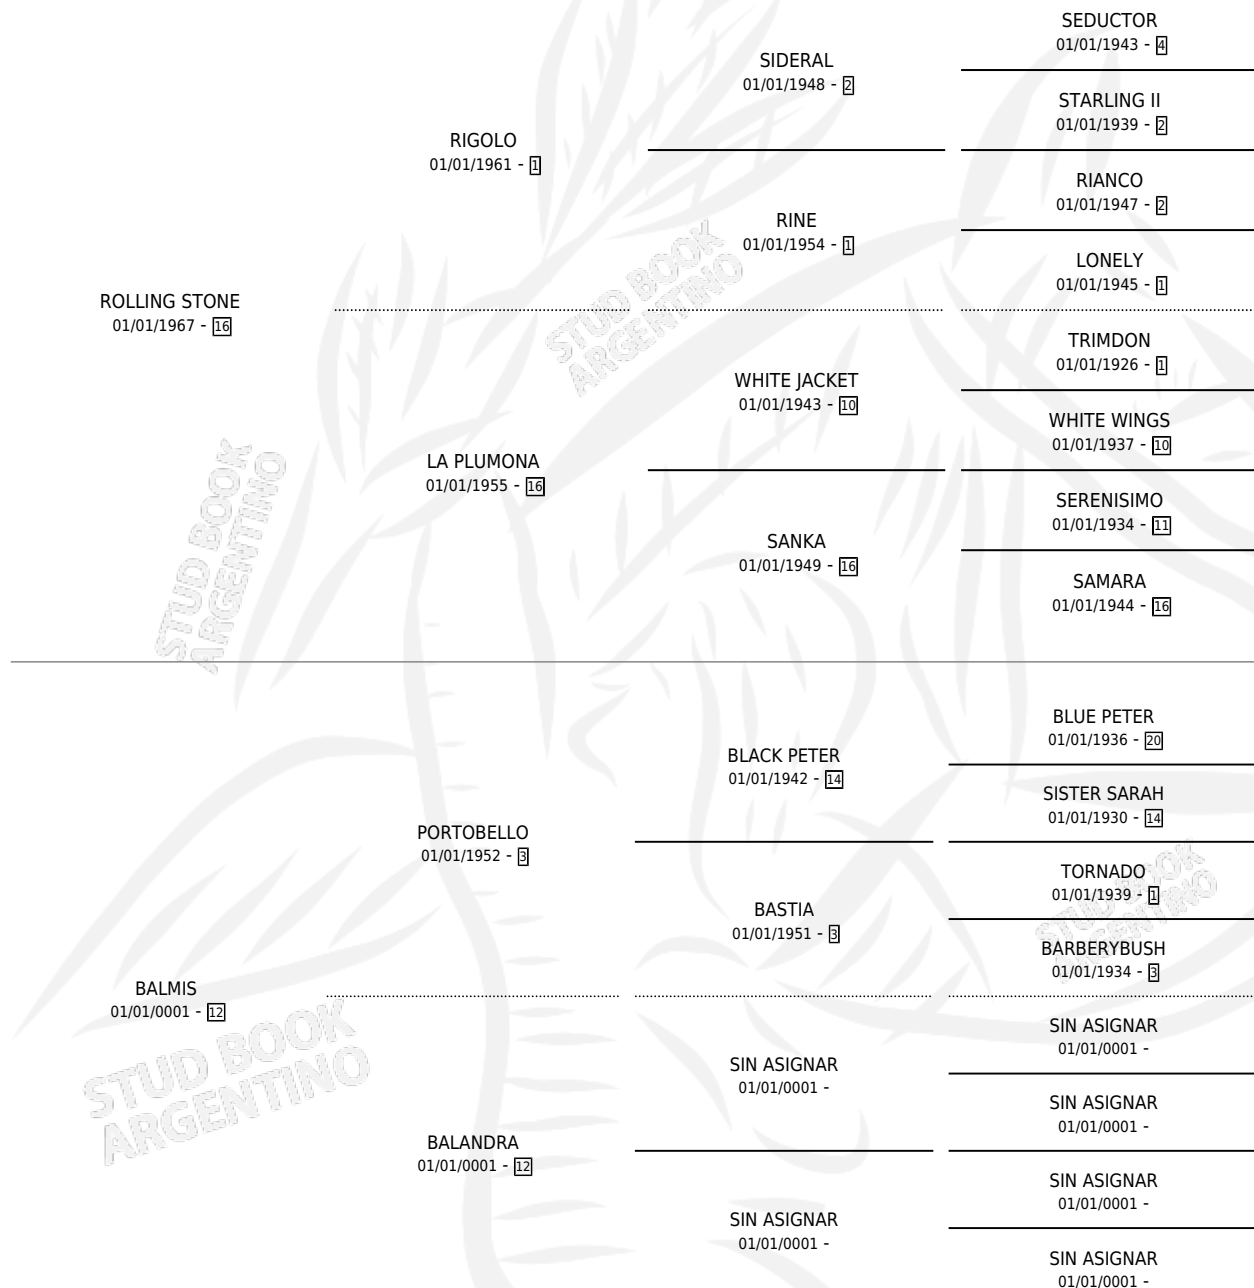 SEDUCTOR
01/01/1943 - 4
SIDERAL
01/01/1948 - 2
STARLING II
01/01/1939 - 2
RIGOLO
01/01/1961 - 1
RIANCO
01/01/1947 - 2
RINE
01/01/1954 - 1
LONELY
01/01/1945 - 1
ROLLING STONE
01/01/1967 - 16
TRIMDON
01/01/1926 - 1
WHITE JACKET
01/01/1943 - 10
WHITE WINGS
01/01/1937 - 10
LA PLUMONA
01/01/1955 - 16
SERENISIMO
01/01/1934 - 11
SANKA
01/01/1949 - 16
SAMARA
01/01/1944 - 16
BLUE PETER
01/01/1936 - 20
BLACK PETER
01/01/1942 - 14
SISTER SARAH
01/01/1930 - 14
PORTOBELLO
01/01/1952 - 3
TORNADO
01/01/1939 - 1
BASTIA
01/01/1951 - 3
BARBERYBUSH
01/01/1934 - 3
BALMIS
01/01/0001 - 12
SIN ASIGNAR
01/01/0001 -
SIN ASIGNAR
01/01/0001 -
SIN ASIGNAR
01/01/0001 -
BALANDRA
01/01/0001 - 12
SIN ASIGNAR
01/01/0001 -
SIN ASIGNAR
01/01/0001 -
SIN ASIGNAR
01/01/0001 -
STUD BOOK
ARGENTINO
STUD BOOK
ARGENTINO
STUD BOOK
ARGENTINO
STUD BOOK
ARGENTINO